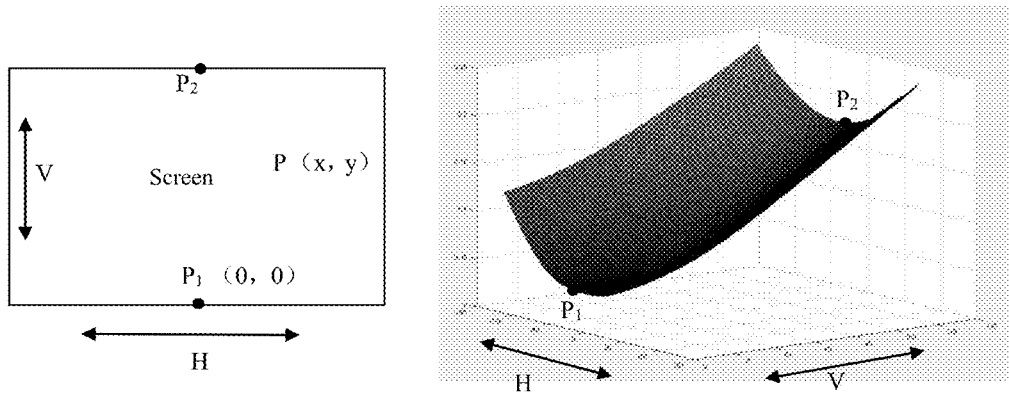 P₂
V
P (x, y)
Screen
P₁ (0, 0)
H
P₂
P₁
H
V